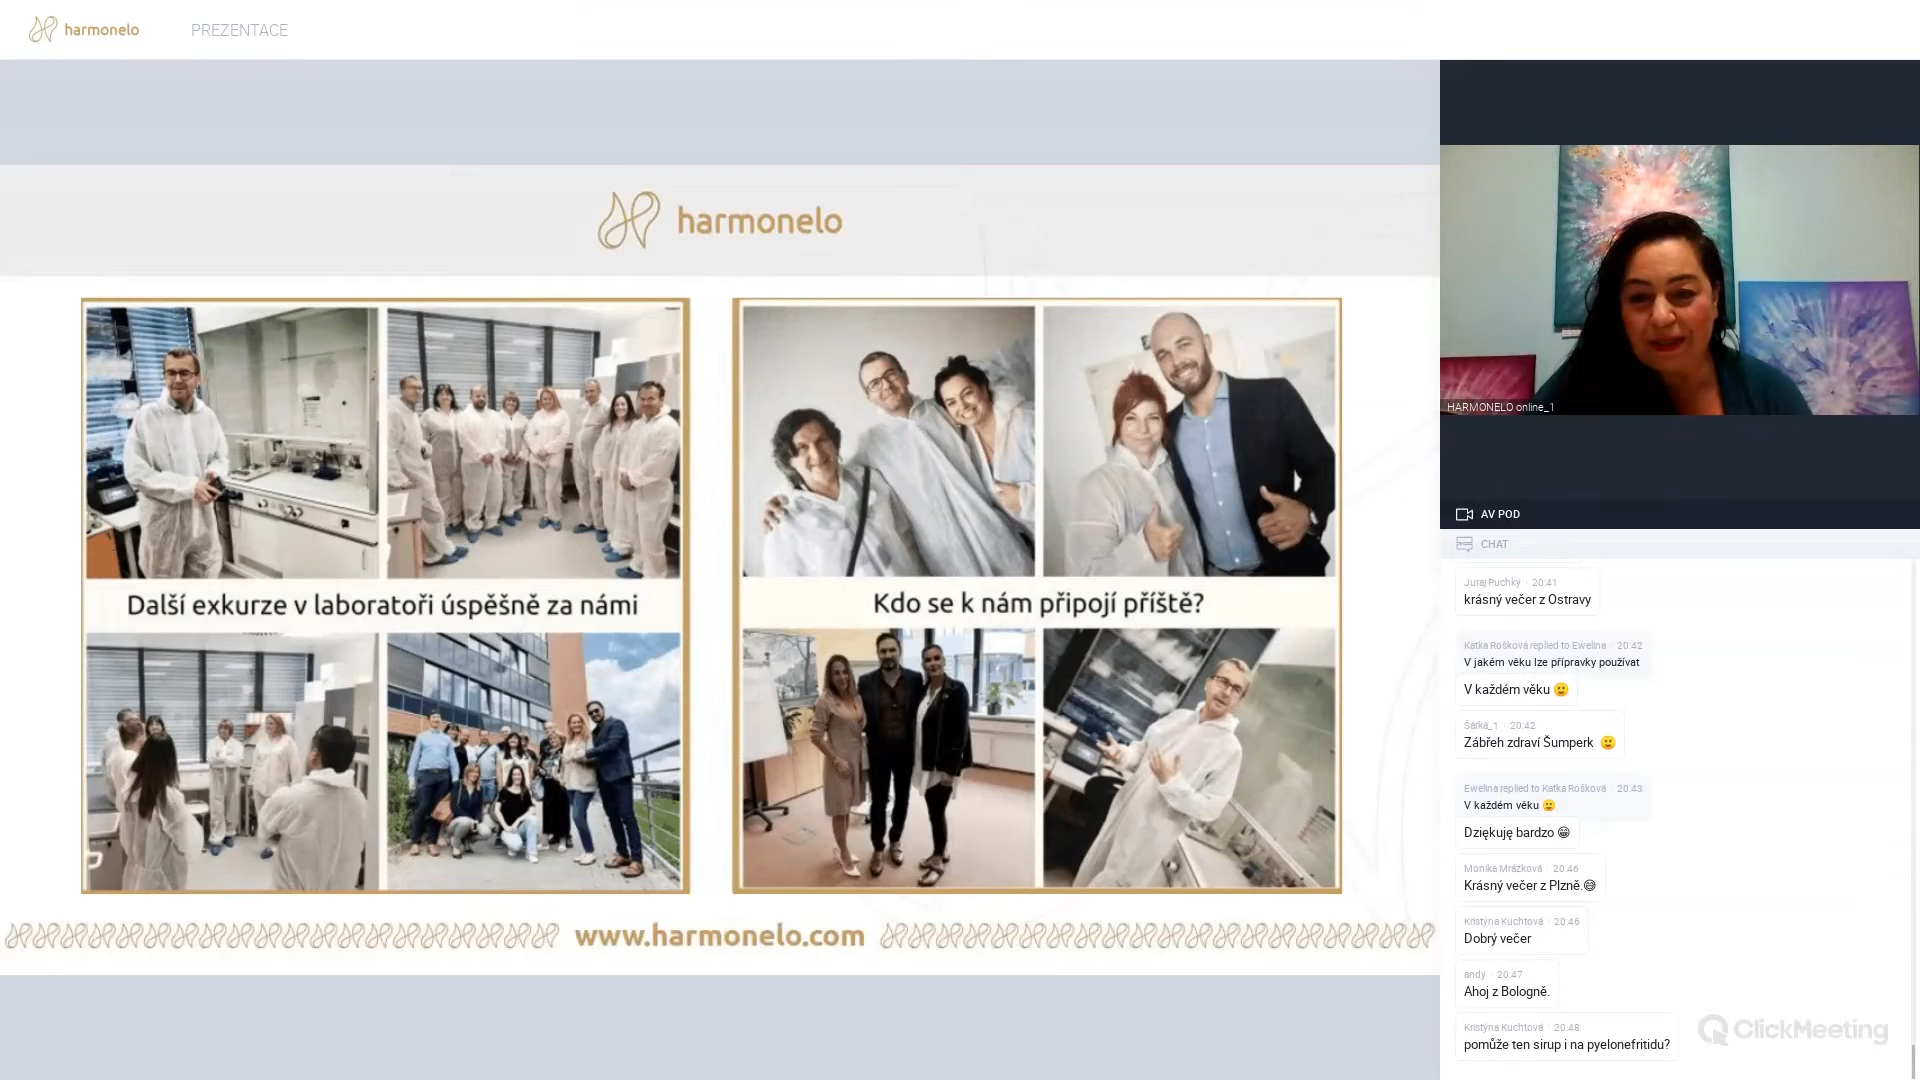 harmonelo
PREZENTACE
harmonelo
Další exkurze v laboratoři úspěšně za námi
Kdo se k nám připojí příště?
www.harmonelo.com
HARMONELO online_1
AV POD
CHAT
Juraj Puchký · 20:41
krásný večer z Ostravy
Katka Rošková replied to Ewelina · 20:42
V jakém věku lze přípravky používat
V každém věku 🙂
Šárka_1 · 20:42
Zábřeh zdraví Šumperk 🙂
Ewelina replied to Katka Rošková · 20:43
V každém věku 🙂
Dziękuję bardzo 😁
Monika Mrázková · 20:46
Krásný večer z Plzně.😅
Kristýna Kuchtová · 20:46
Dobrý večer
andy · 20:47
Ahoj z Bologně.
Kristýna Kuchtová · 20:48
pomůže ten sirup i na pyelonefritidu?
ClickMeeting